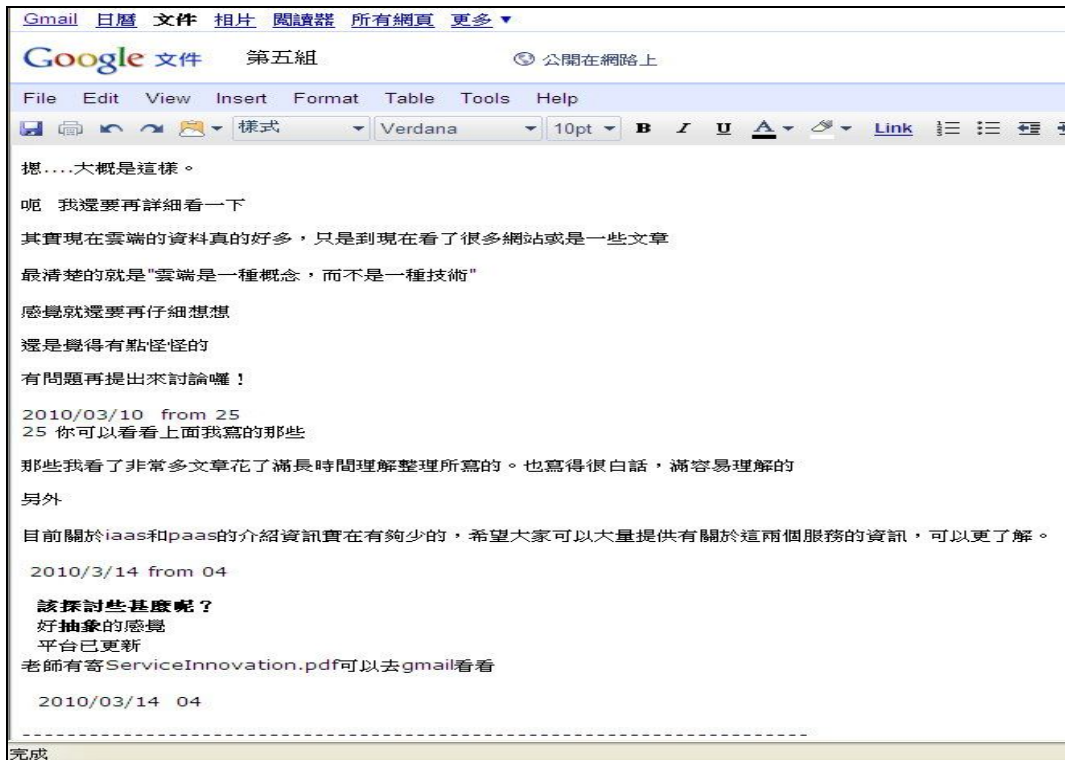 Gmail 日曆 文件 相片 閱讀器 所有網頁 更多 ▼
Google 文件 第五組 公開在網路上
File Edit View Insert Format Table Tools Help
樣式 Verdana 10pt B I U A Link
摁....大概是這樣。
呃 我還要再詳細看一下
其實現在雲端的資料真的好多，只是到現在看了很多網站或是一些文章
最清楚的就是"雲端是一種概念，而不是一種技術"
感覺就還要再仔細想想
還是覺得有點怪怪的
有問題再提出來討論囉！
2010/03/10 from 25
25 你可以看看上面我寫的那些
那些我看了非常多文章花了滿長時間理解整理所寫的。也寫得很白話，滿容易理解的
另外
目前關於iaas和paas的介紹資訊實在有夠少的，希望大家可以大量提供有關於這兩個服務的資訊，可以更了解。
2010/3/14 from 04
該探討些甚麼呢？
好抽象的感覺
平台已更新
老師有寄ServiceInnovation.pdf可以去gmail看看
2010/03/14 04
--------------------------------------------------------------------
完成